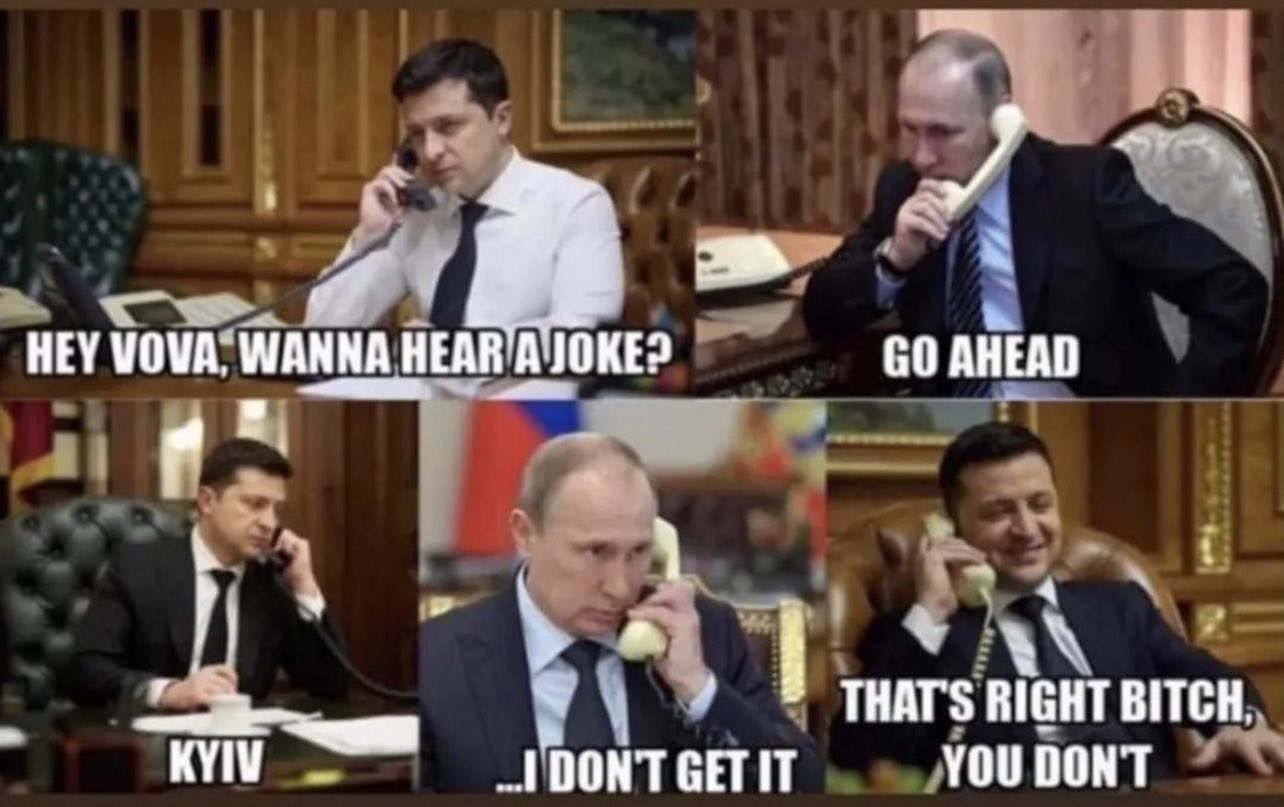 HEY VOVA, WANNA HEAR A JOKE?
GO AHEAD
KYIV
...I DON'T GET IT
THAT'S RIGHT BITCH,
YOU DON'T